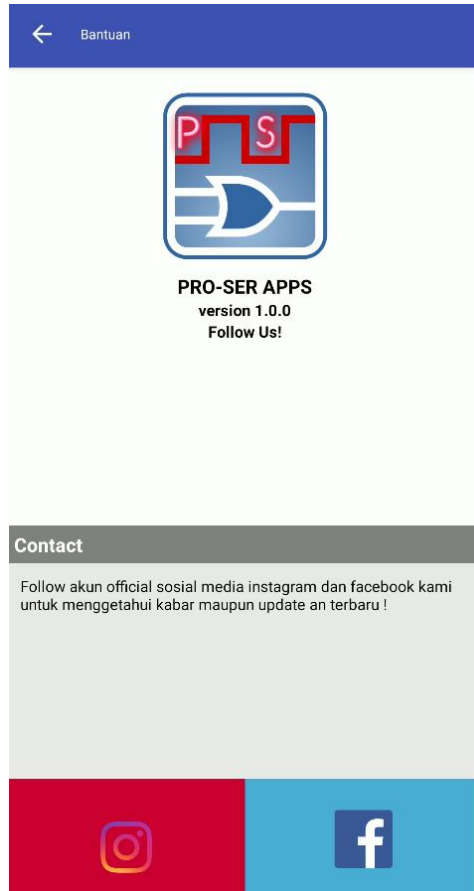 Bantuan
P S
PRO-SER APPS
version 1.0.0
Follow Us!
Contact
Follow akun official sosial media instagram dan facebook kami
untuk menggetahui kabar maupun update an terbaru !
f